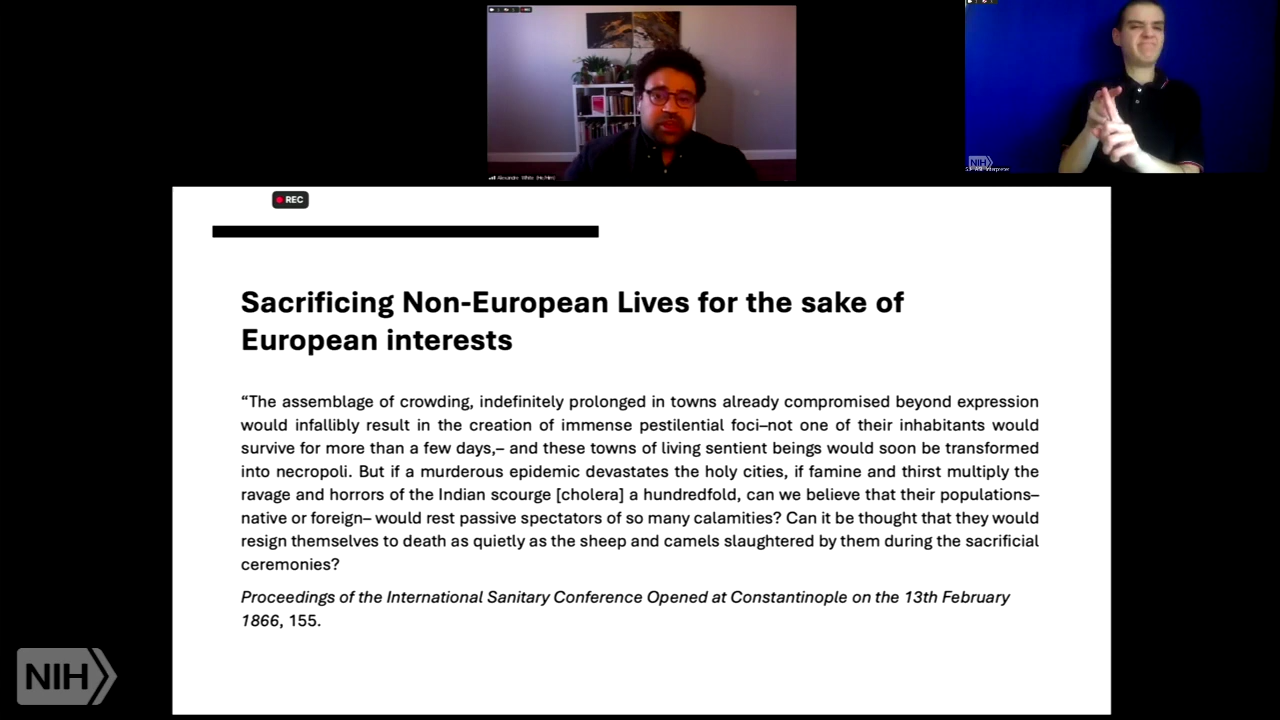 Alexandre White (He/Him)
NIH
REC
Sacrificing Non-European Lives for the sake of
European interests
“The assemblage of crowding, indefinitely prolonged in towns already compromised beyond expression
would infallibly result in the creation of immense pestilential foci–not one of their inhabitants would
survive for more than a few days,– and these towns of living sentient beings would soon be transformed
into necropoli. But if a murderous epidemic devastates the holy cities, if famine and thirst multiply the
ravage and horrors of the Indian scourge [cholera] a hundredfold, can we believe that their populations–
native or foreign– would rest passive spectators of so many calamities? Can it be thought that they would
resign themselves to death as quietly as the sheep and camels slaughtered by them during the sacrificial
ceremonies?
Proceedings of the International Sanitary Conference Opened at Constantinople on the 13th February
1866, 155.
NIH